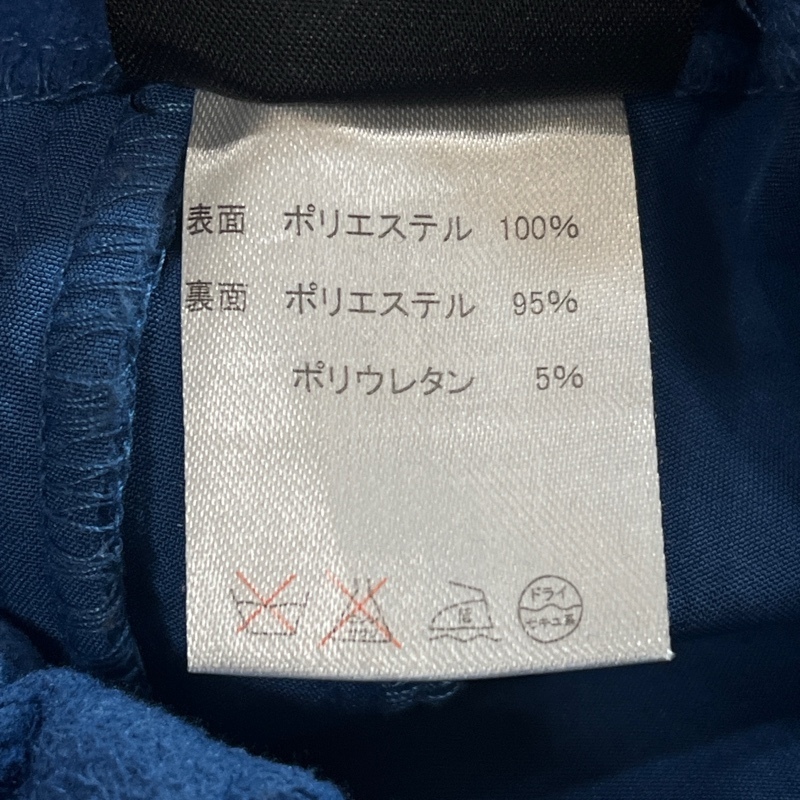 表面 ポリエステル 100%
裏面 ポリエステル 95%
ポリウレタン 5%
低 ドライ
セキユ系